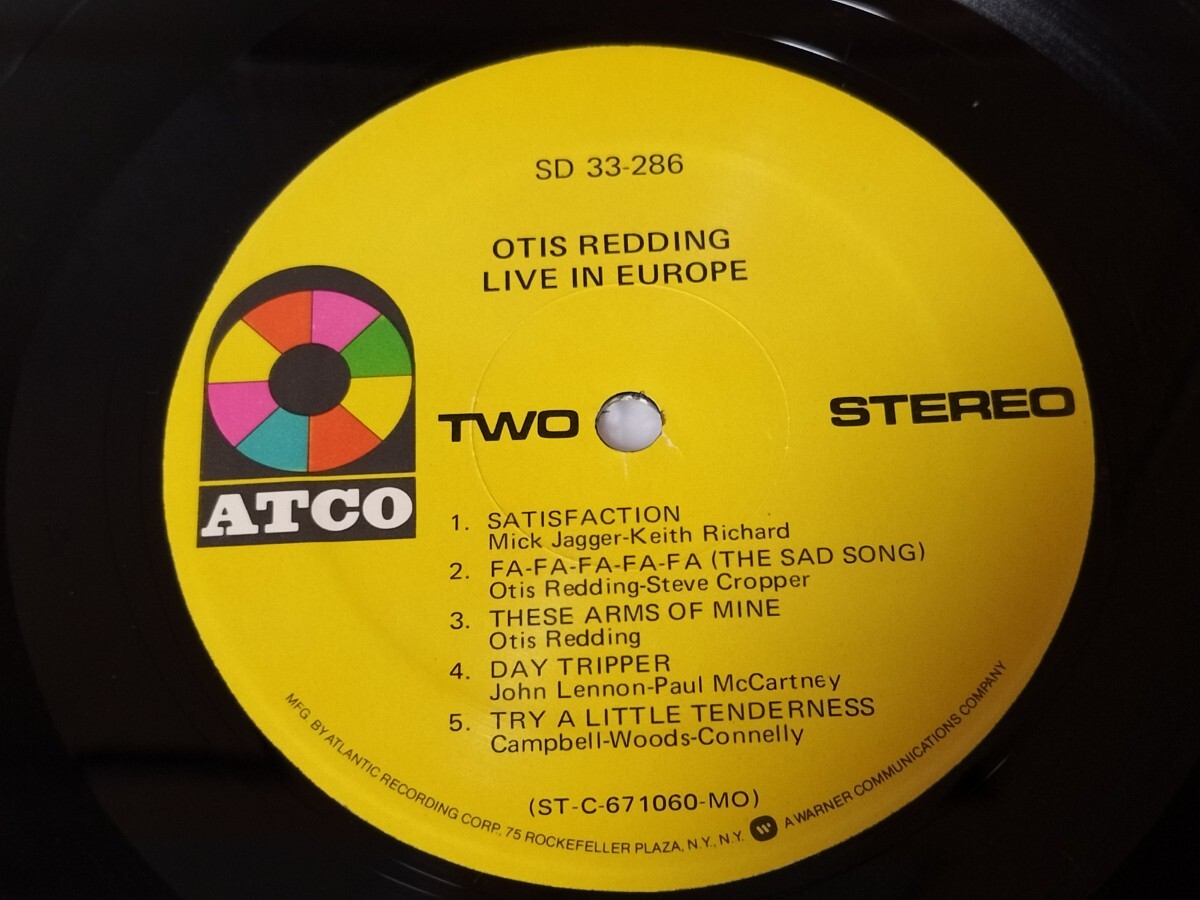 SD 33-286
OTIS REDDING
LIVE IN EUROPE
TWO
STEREO
ATCO
1. SATISFACTION
Mick Jagger-Keith Richard
2. FA-FA-FA-FA-FA (THE SAD SONG)
Otis Redding-Steve Cropper
3. THESE ARMS OF MINE
Otis Redding
4. DAY TRIPPER
John Lennon-Paul McCartney
5. TRY A LITTLE TENDERNESS
Campbell-Woods-Connelly
(ST-C-671060-MO)
MFG. BY ATLANTIC RECORDING CORP., 75 ROCKEFELLER PLAZA, N.Y., N.Y. W A WARNER COMMUNICATIONS COMPANY